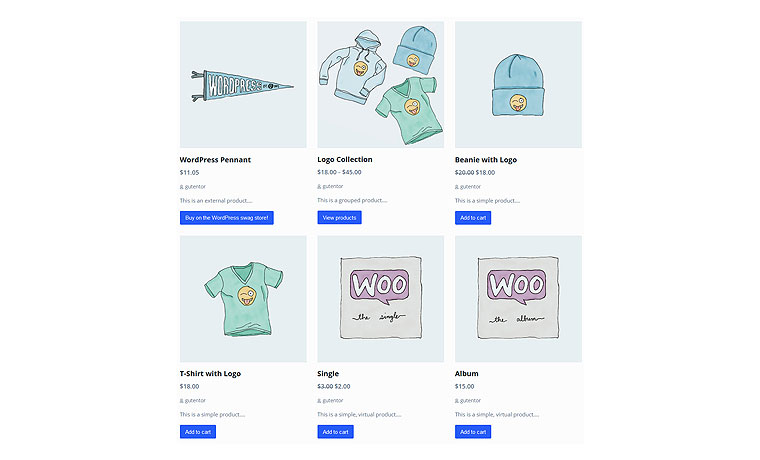 WORDPRESS
WordPress Pennant
$11.05
gutentor
This is an external product....
Buy on the WordPress swag store!
Logo Collection
$18.00 - $45.00
gutentor
This is a grouped product....
View products
Beanie with Logo
$20.00 $18.00
gutentor
This is a simple product....
Add to cart
T-Shirt with Logo
$18.00
gutentor
This is a simple product....
Add to cart
WOO
the single
Single
$3.00 $2.00
gutentor
This is a simple, virtual product....
Add to cart
WOO
the album
Album
$15.00
gutentor
This is a simple, virtual product....
Add to cart